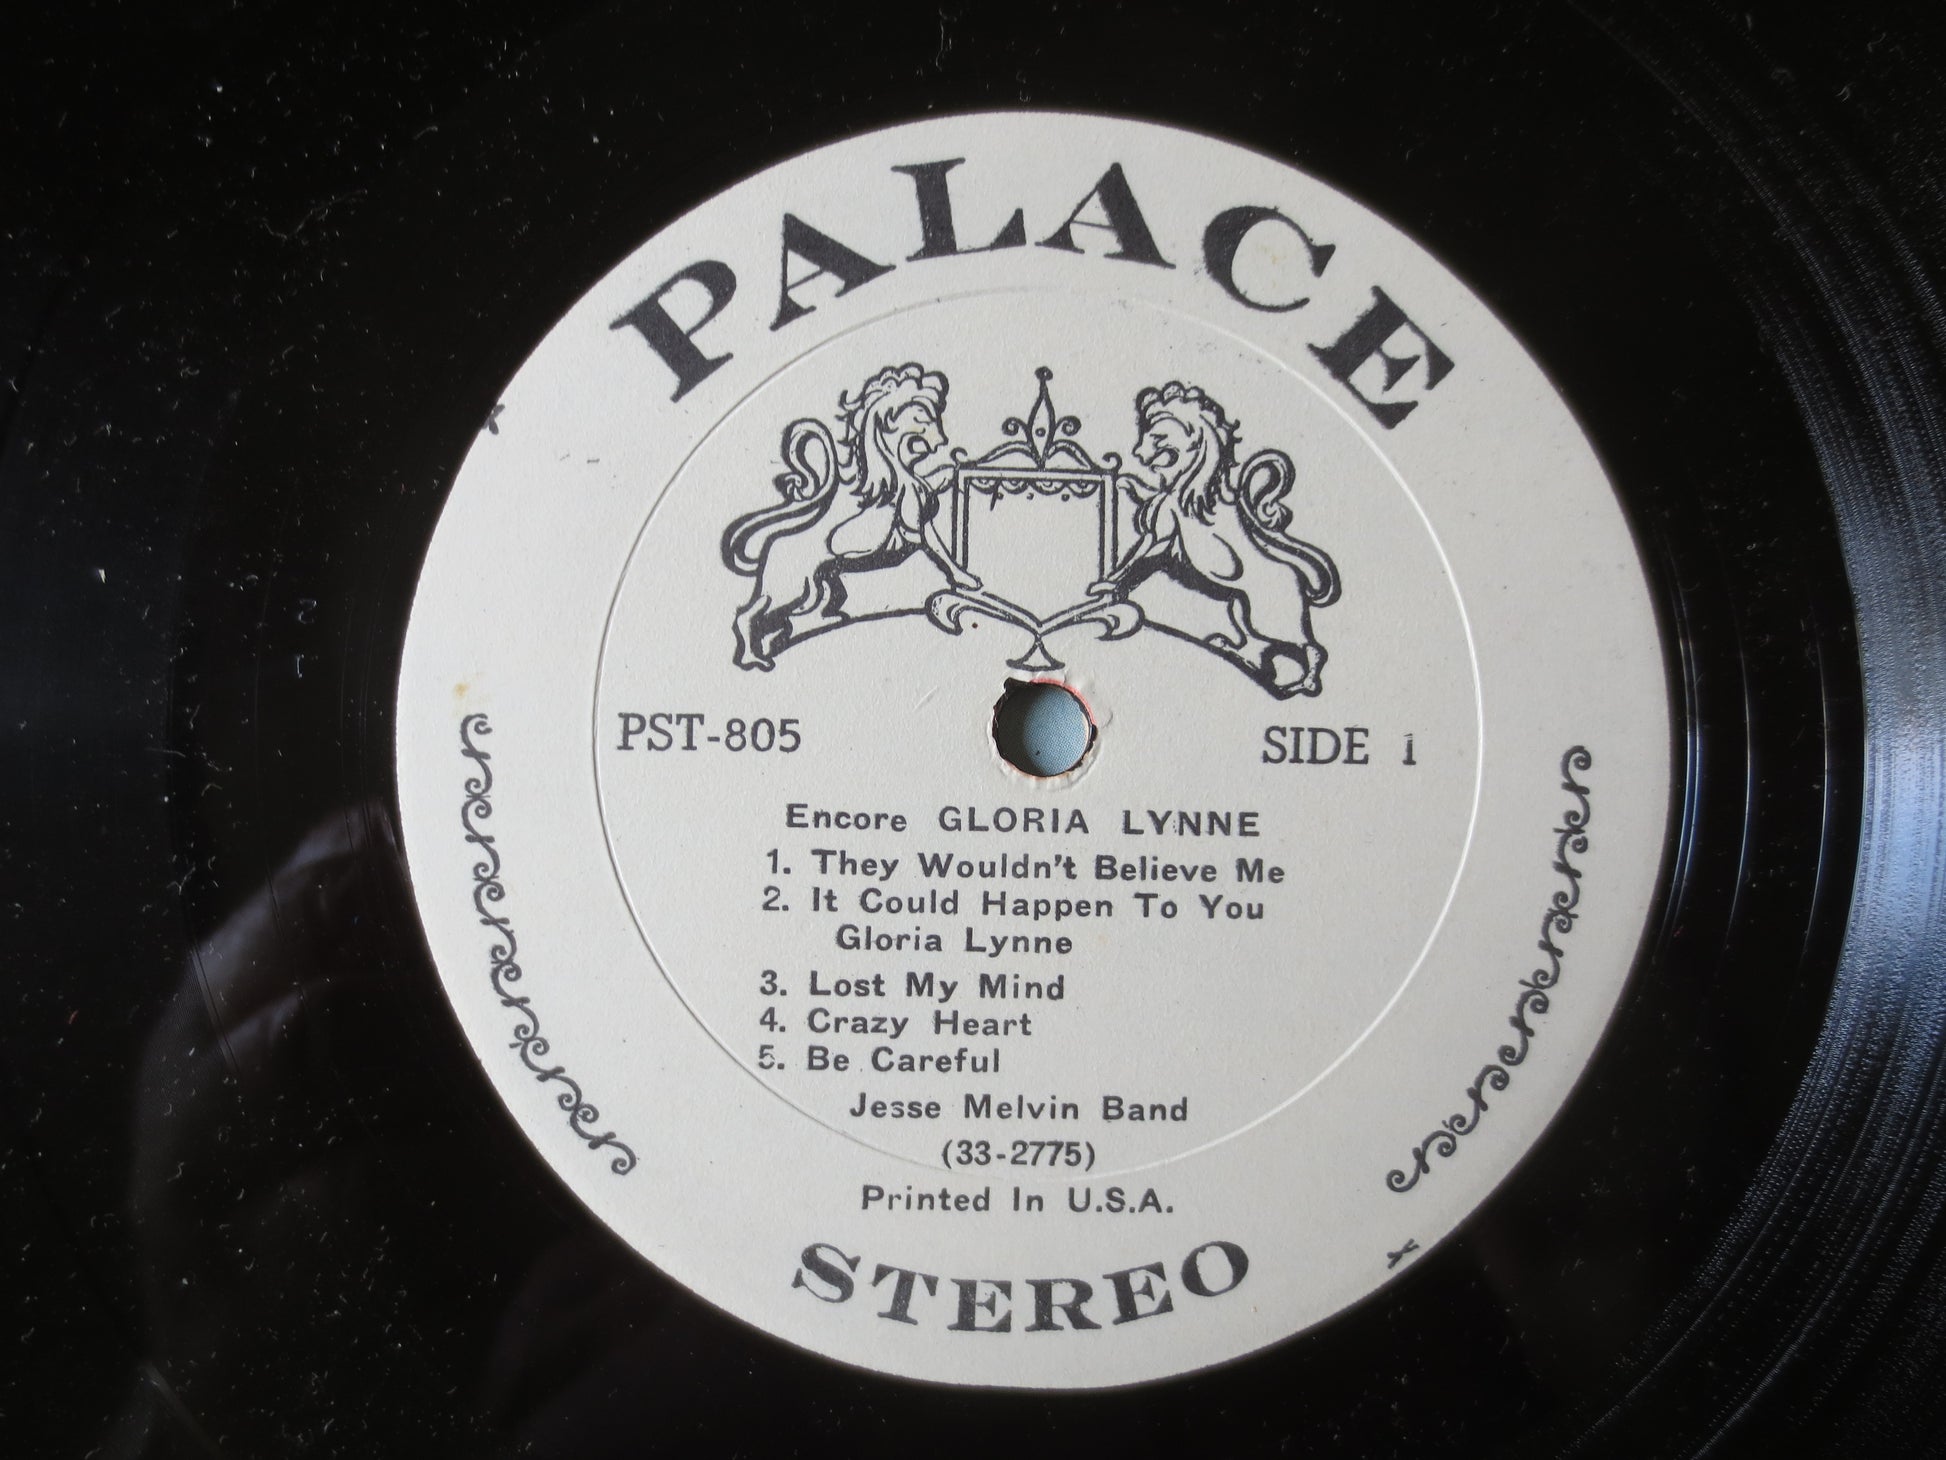 PALACE
PST-805
SIDE 1
Encore GLORIA LYNNE
1. They Wouldn't Believe Me
2. It Could Happen To You
Gloria Lynne
3. Lost My Mind
4. Crazy Heart
5. Be Careful
Jesse Melvin Band
(33-2775)
Printed In U.S.A.
STEREO